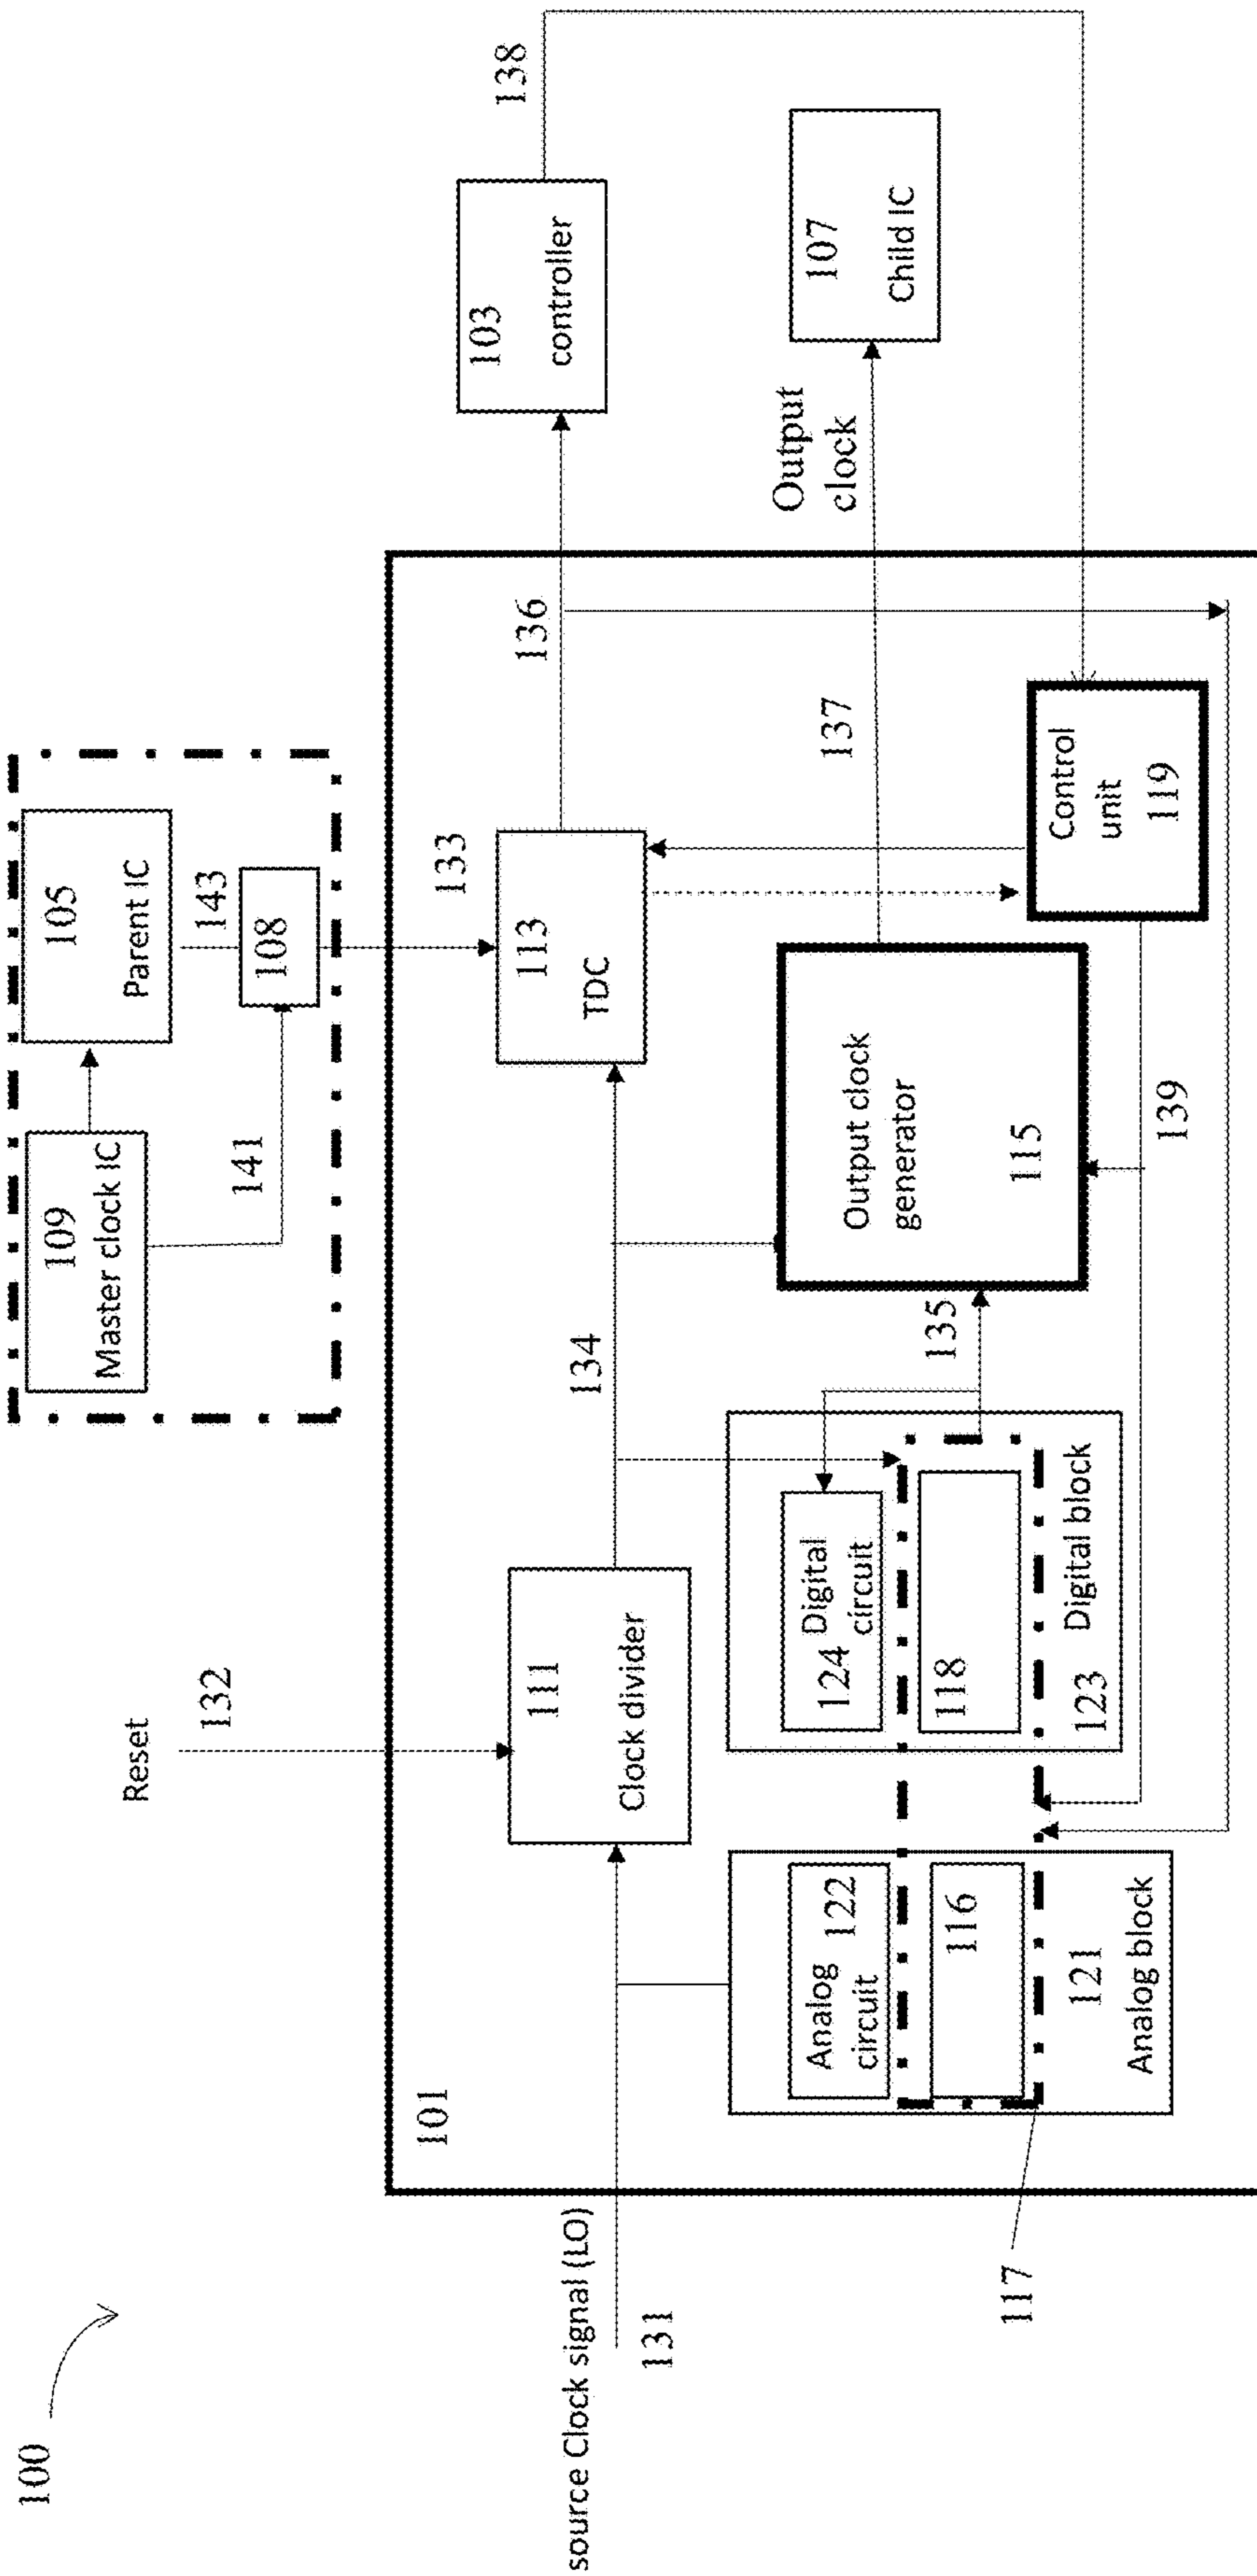 100
109
Master clock IC
105
Parent IC
141
143
108
Reset
132
133
138
101
source Clock signal (LO)
131
111
Clock divider
134
113
TDC
136
103
controller
Analog
circuit
122
116
121
Analog block
117
Digital
circuit
124
118
123
Digital block
135
Output clock
generator
115
137
Output
clock
107
Child IC
Control
unit
119
139